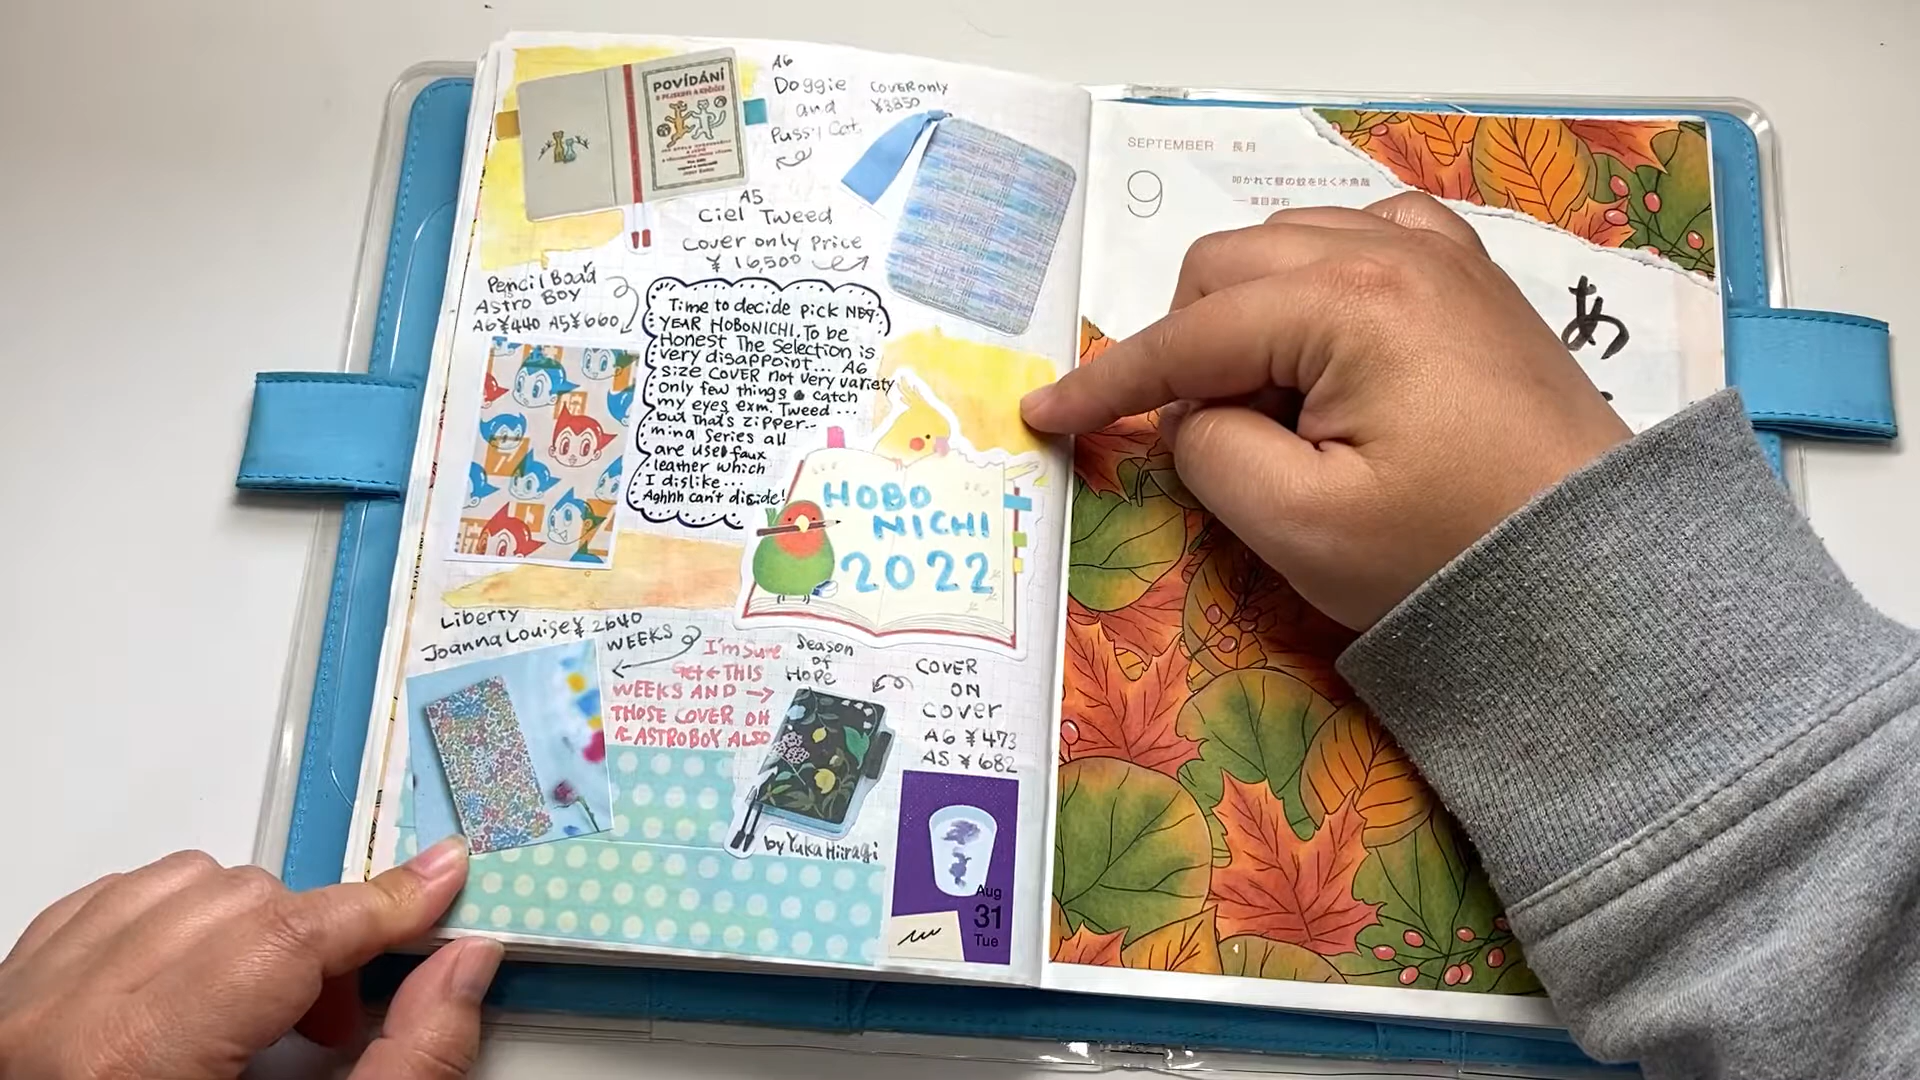 POVÍDÁNÍ
O PEJSKOVI A KOČIČCE
A6
Doggie
and
Pussi Cat
Cover only
¥3850
A5
Ciel Tweed
Cover only Price
¥ 16,500
Pencil Board
Astro Boy
A6 ¥440 A5 ¥660
Time to decide pick NEW
YEAR HOBONICHI. To be
Honest The Selection is
very disappoint... A6
size COVER not very variety
only few things catch
my eyes exm. Tweed ...
but that's zipper..
mina series all
are used faux
leather which
I dislike...
Aghhh can't diside!
HOBO
NICHI
2022
Liberty
Joanna Louise ¥ 2640
WEEKS
I'm Sure
Get ← THIS
WEEKS AND →
THOSE COVER OH
ASTROBOY ALSO
Season
of
Hope
by Yuka Hiiragi
COVER
ON
Cover
A6 ¥473
A5 ¥682
Aug
31
Tue
SEPTEMBER 長月
9
叩かれて昼の蚊を吐く木魚哉
── 夏目漱石
あ